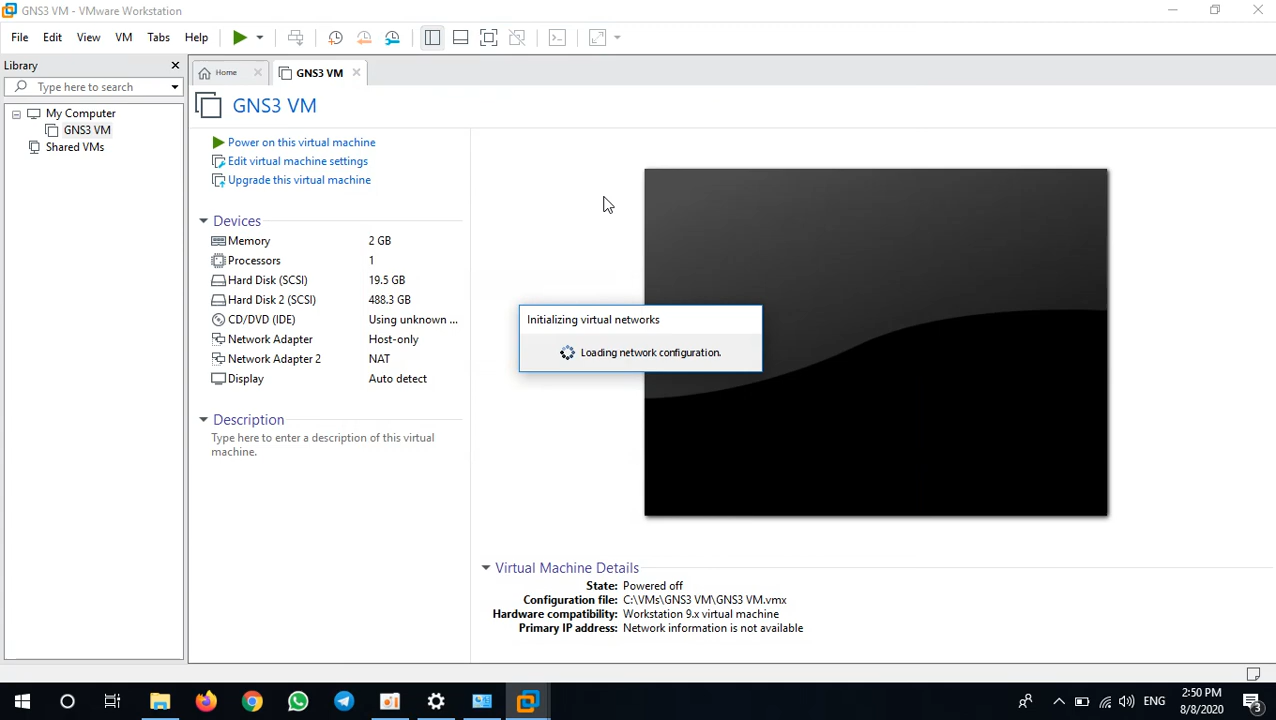 GNS3 VM - VMware Workstation
File Edit View VM Tabs Help
Library
Type here to search
My Computer
GNS3 VM
Shared VMs
Home
GNS3 VM
GNS3 VM
Power on this virtual machine
Edit virtual machine settings
Upgrade this virtual machine
Devices
Memory 2 GB
Processors 1
Hard Disk (SCSI) 19.5 GB
Hard Disk 2 (SCSI) 488.3 GB
CD/DVD (IDE) Using unknown ...
Network Adapter Host-only
Network Adapter 2 NAT
Display Auto detect
Description
Type here to enter a description of this virtual
machine.
Initializing virtual networks
Loading network configuration.
Virtual Machine Details
State: Powered off
Configuration file: C:\VMs\GNS3 VM\GNS3 VM.vmx
Hardware compatibility: Workstation 9.x virtual machine
Primary IP address: Network information is not available
ENG
2:50 PM
8/8/2020
3